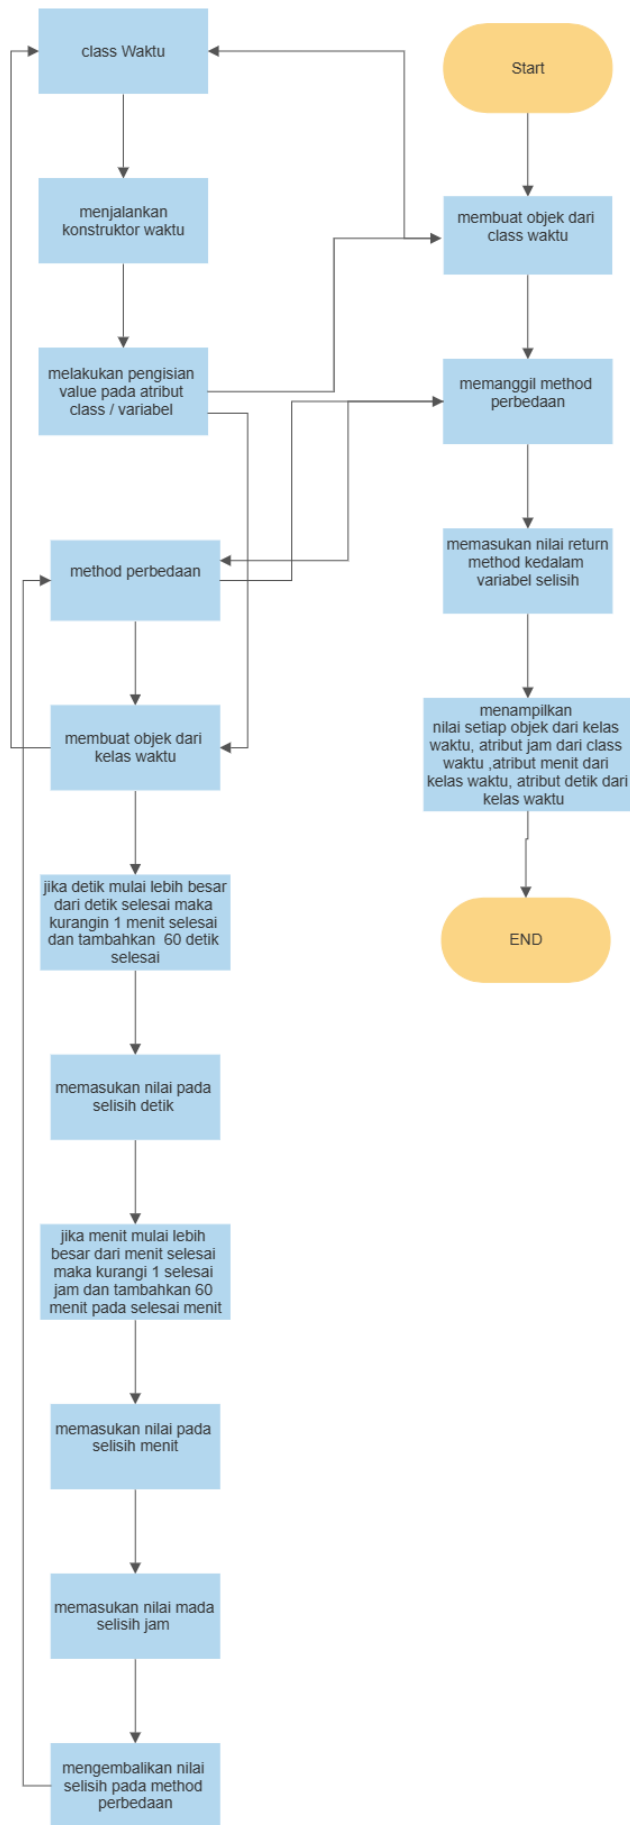 class Waktu
menjalankan
konstruktor waktu
melakukan pengisian
value pada atribut
class / variabel
method perbedaan
membuat objek dari
kelas waktu
jika detik mulai lebih besar
dari detik selesai maka
kurangin 1 menit selesai
dan tambahkan 60 detik
selesai
memasukan nilai pada
selisih detik
jika menit mulai lebih
besar dari menit selesai
maka kurangi 1 selesai
jam dan tambahkan 60
menit pada selesai menit
memasukan nilai pada
selisih menit
memasukan nilai mada
selisih jam
mengembalikan nilai
selisih pada method
perbedaan
Start
membuat objek dari
class waktu
memanggil method
perbedaan
memasukan nilai return
method kedalam
variabel selisih
menampilkan
nilai setiap objek dari kelas
waktu, atribut jam dari class
waktu ,atribut menit dari
kelas waktu, atribut detik dari
kelas waktu
END